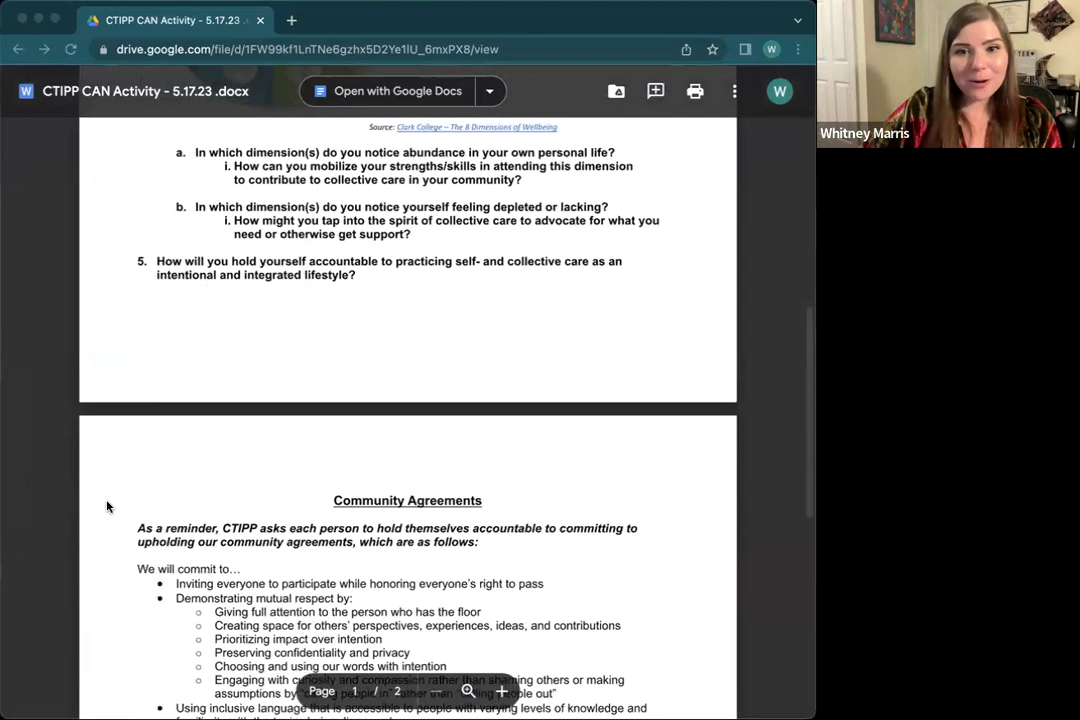 CTIPP CAN Activity - 5.17.23 .
drive.google.com/file/d/1FW99kf1LnTNe6gzhx5D2Ye1IU_6mxPX8/view
W
W CTIPP CAN Activity - 5.17.23 .docx
Open with Google Docs
W
Whitney Marris
Source: Clark College – The 8 Dimensions of Wellbeing
a. In which dimension(s) do you notice abundance in your own personal life?
i. How can you mobilize your strengths/skills in attending this dimension
to contribute to collective care in your community?
b. In which dimension(s) do you notice yourself feeling depleted or lacking?
i. How might you tap into the spirit of collective care to advocate for what you
need or otherwise get support?
5. How will you hold yourself accountable to practicing self- and collective care as an
intentional and integrated lifestyle?
Community Agreements
As a reminder, CTIPP asks each person to hold themselves accountable to committing to
upholding our community agreements, which are as follows:
We will commit to…
• Inviting everyone to participate while honoring everyone's right to pass
• Demonstrating mutual respect by:
○ Giving full attention to the person who has the floor
○ Creating space for others' perspectives, experiences, ideas, and contributions
○ Prioritizing impact over intention
○ Preserving confidentiality and privacy
○ Choosing and using our words with intention
○ Engaging with curiosity and compassion rather than shaming others or making
assumptions by "calling people in" rather than "calling people out"
Page 1 / 2
• Using inclusive language that is accessible to people with varying levels of knowledge and